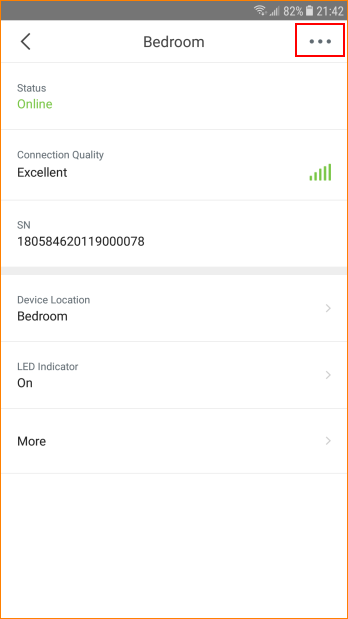 82% 21:42
Bedroom
Status
Online
Connection Quality
Excellent
SN
180584620119000078
Device Location
Bedroom
LED Indicator
On
More